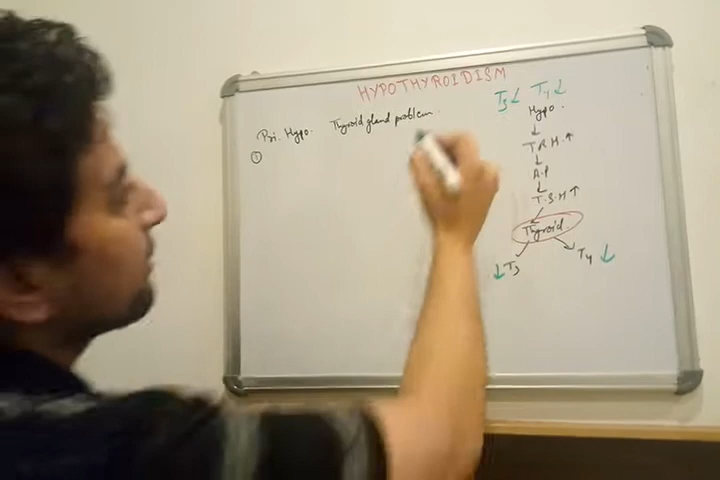 HYPOTHYROIDISM
T3↓ T4↓
Pri. Hypo. Thyroid gland problem.
①
Hypo.
↓
T.R.H.↑
↓
A.P
↓
T.S.H↑
Thyroid.
↓T3 T4↓